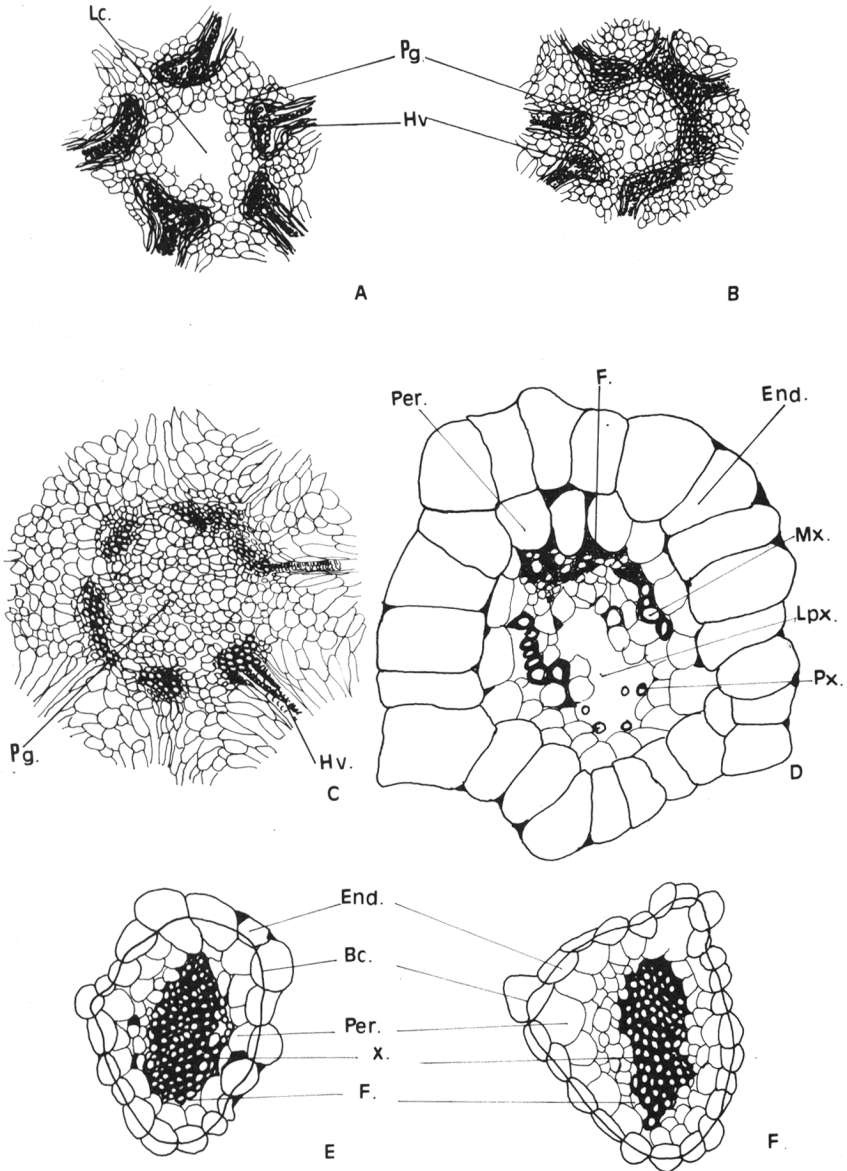 Lc.
Pg.
Hv
A
B
Per.
F.
End.
Mx.
Lpx.
Px.
Pg.
Hv.
C
D
End.
Bc.
Per.
X.
F.
E
F.